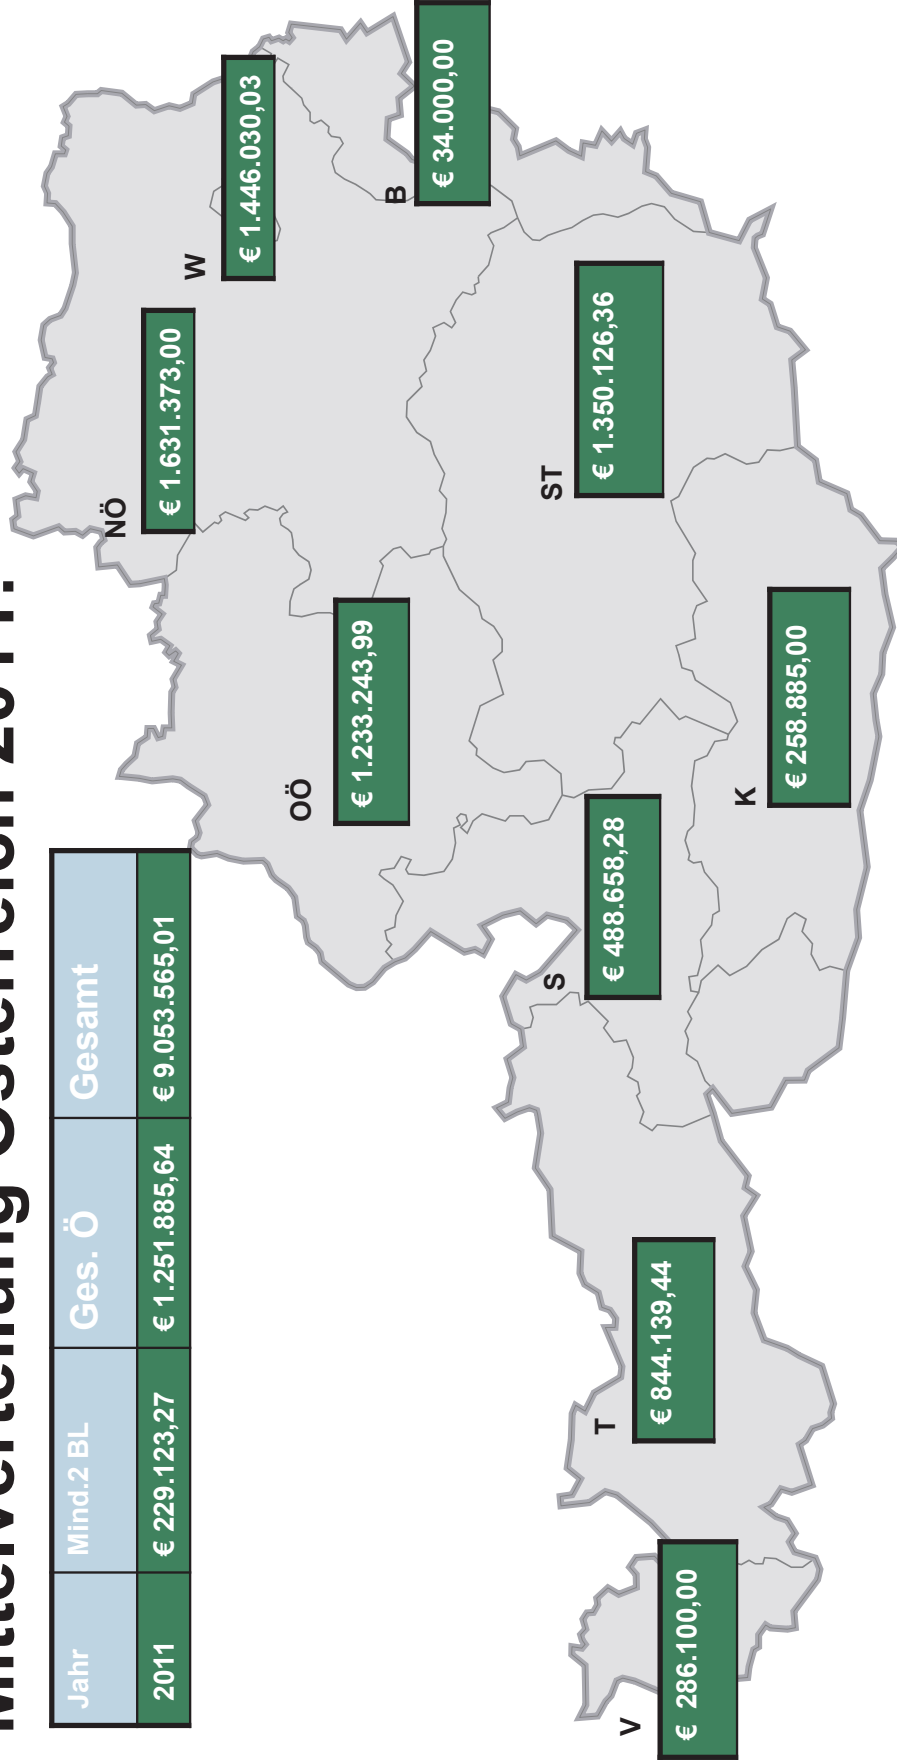 Mittelverteilung Österreich 2011:
Jahr Mind.2 BL Ges. Ö Gesamt
2011 € 229.123,27 € 1.251.885,64 € 9.053.565,01
NÖ
€ 1.631.373,00
W
€ 1.446.030,03
OÖ
€ 1.233.243,99
B
€ 34.000,00
ST
€ 1.350.126,36
S
€ 488.658,28
T
€ 844.139,44
V
€ 286.100,00
K
€ 258.885,00